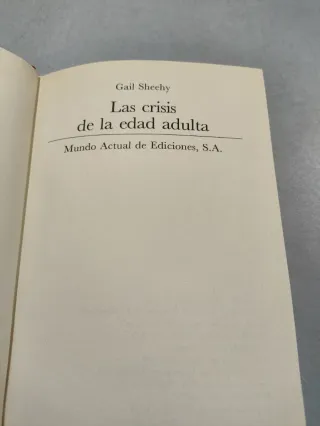 Gail Sheehy
Las crisis
de la edad adulta
Mundo Actual de Ediciones, S.A.